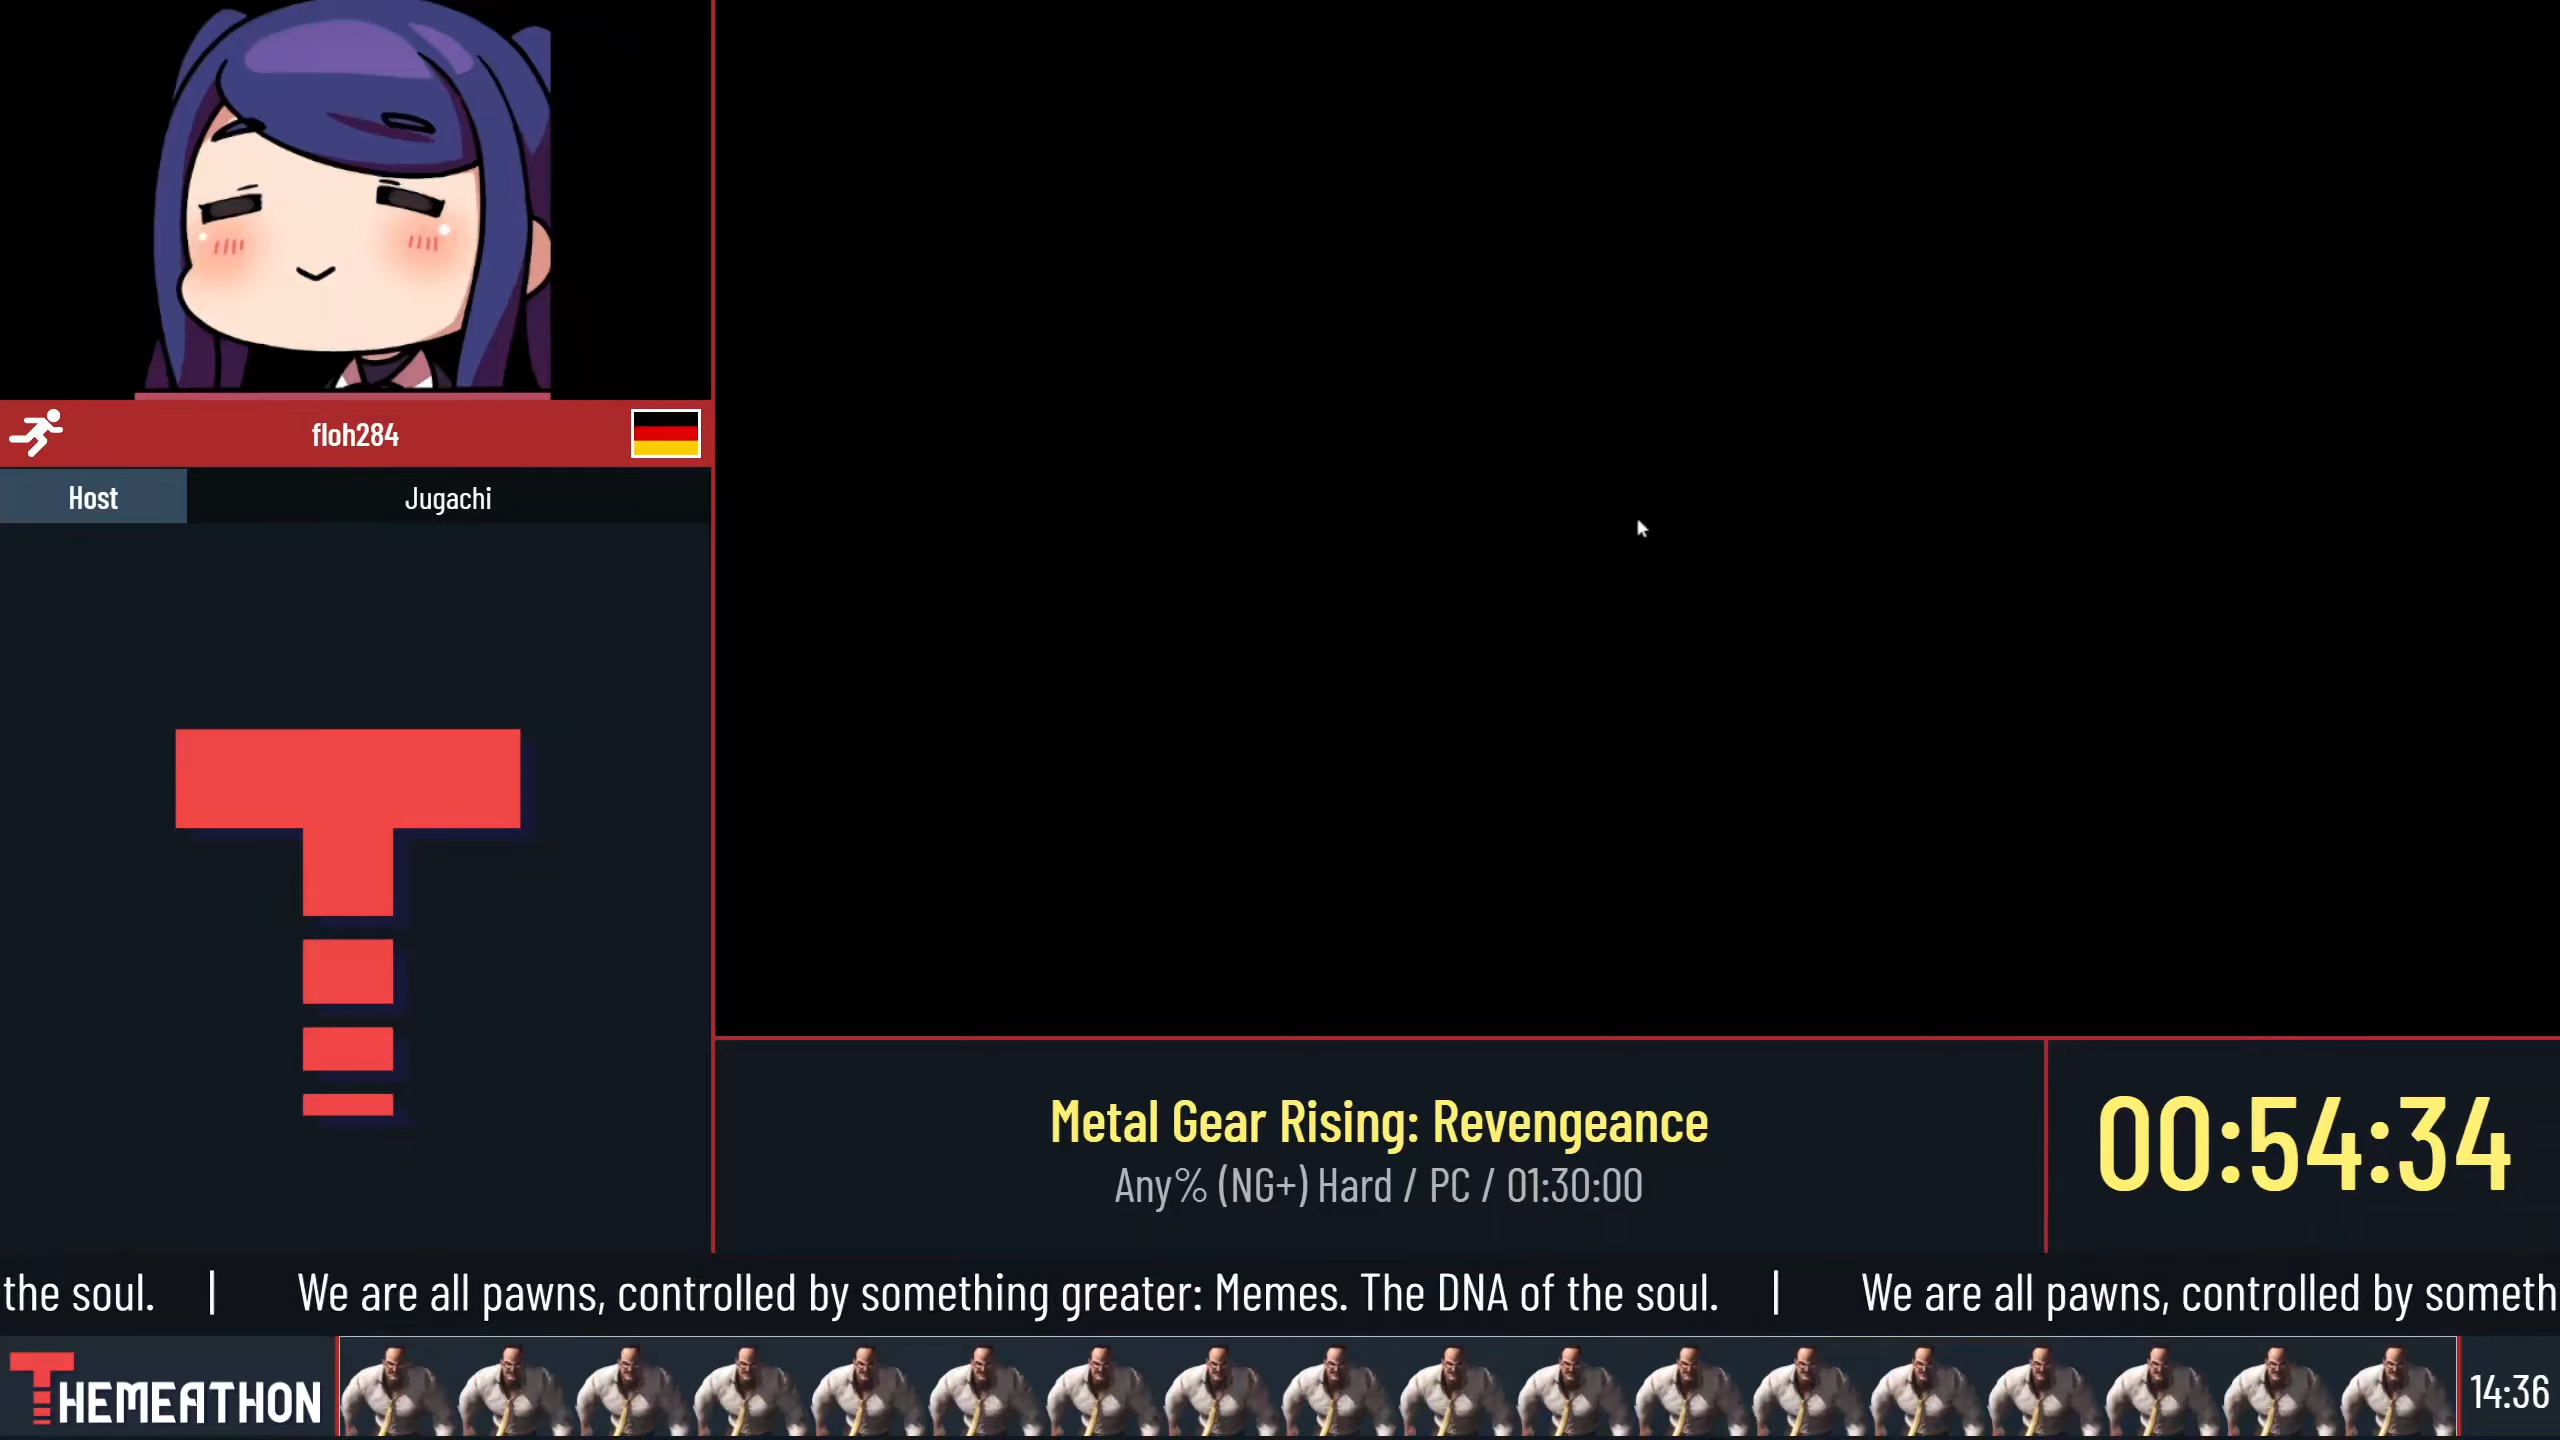 floh284
Host
Jugachi
Metal Gear Rising: Revengeance
Any% (NG+) Hard / PC / 01:30:00
00:54:34
the soul. | We are all pawns, controlled by something greater: Memes. The DNA of the soul. | We are all pawns, controlled by someth
THEMEATHON
14:36